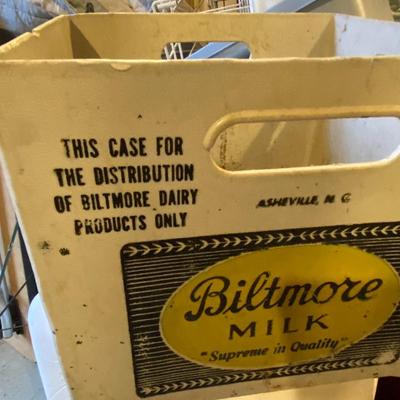 THIS CASE FOR
THE DISTRIBUTION
OF BILTMORE DAIRY
PRODUCTS ONLY
ASHEVILLE, N. C.
Biltmore
MILK
"Supreme in Quality"